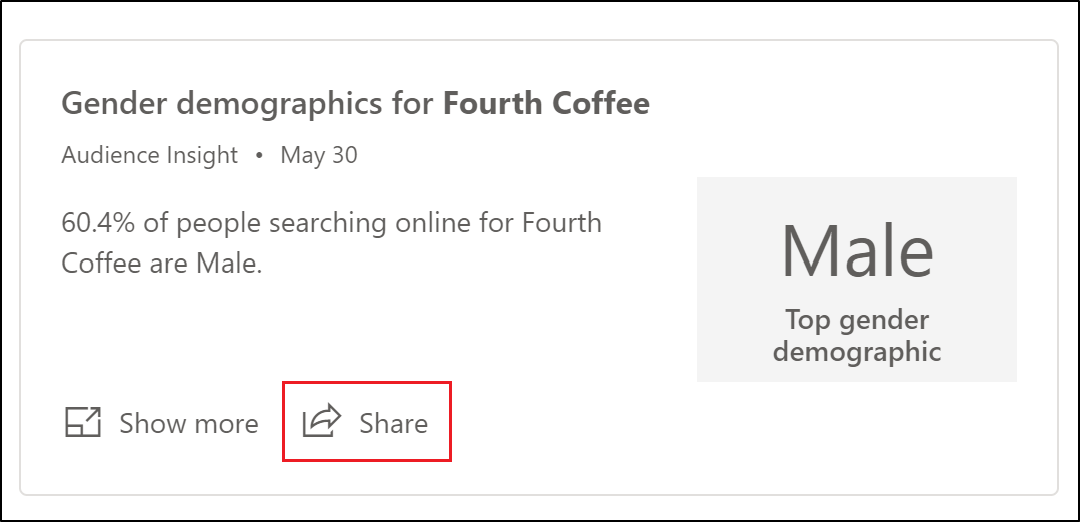 Gender demographics for Fourth Coffee
Audience Insight • May 30
60.4% of people searching online for Fourth
Coffee are Male.
Male
Top gender
demographic
Show more
Share